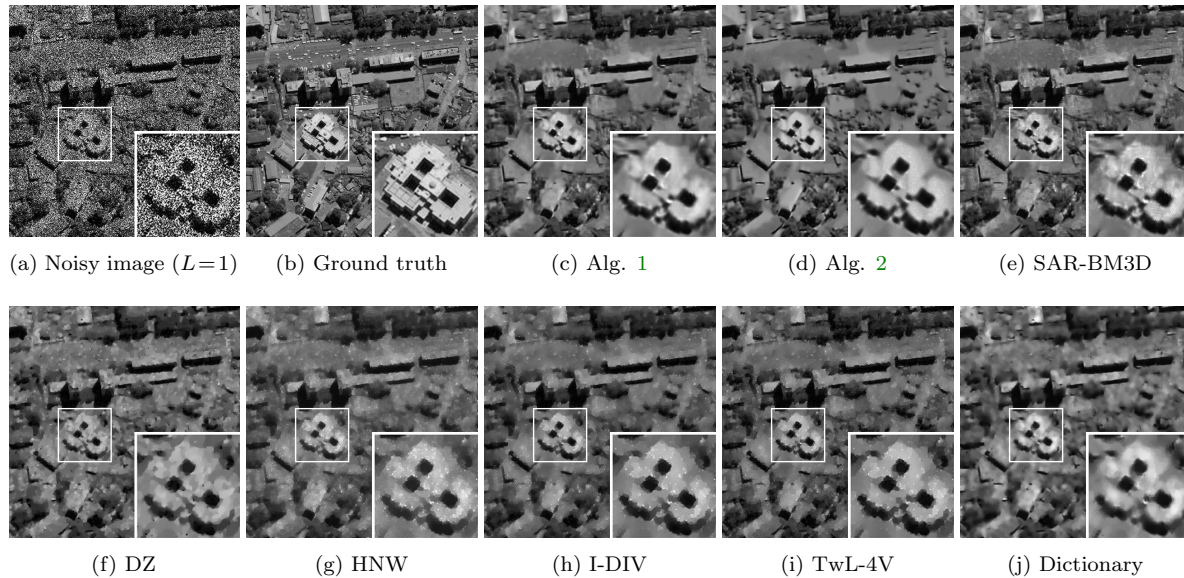 (a) Noisy image (L=1)
(b) Ground truth
(c) Alg. 1
(d) Alg. 2
(e) SAR-BM3D
(f) DZ
(g) HNW
(h) I-DIV
(i) TwL-4V
(j) Dictionary